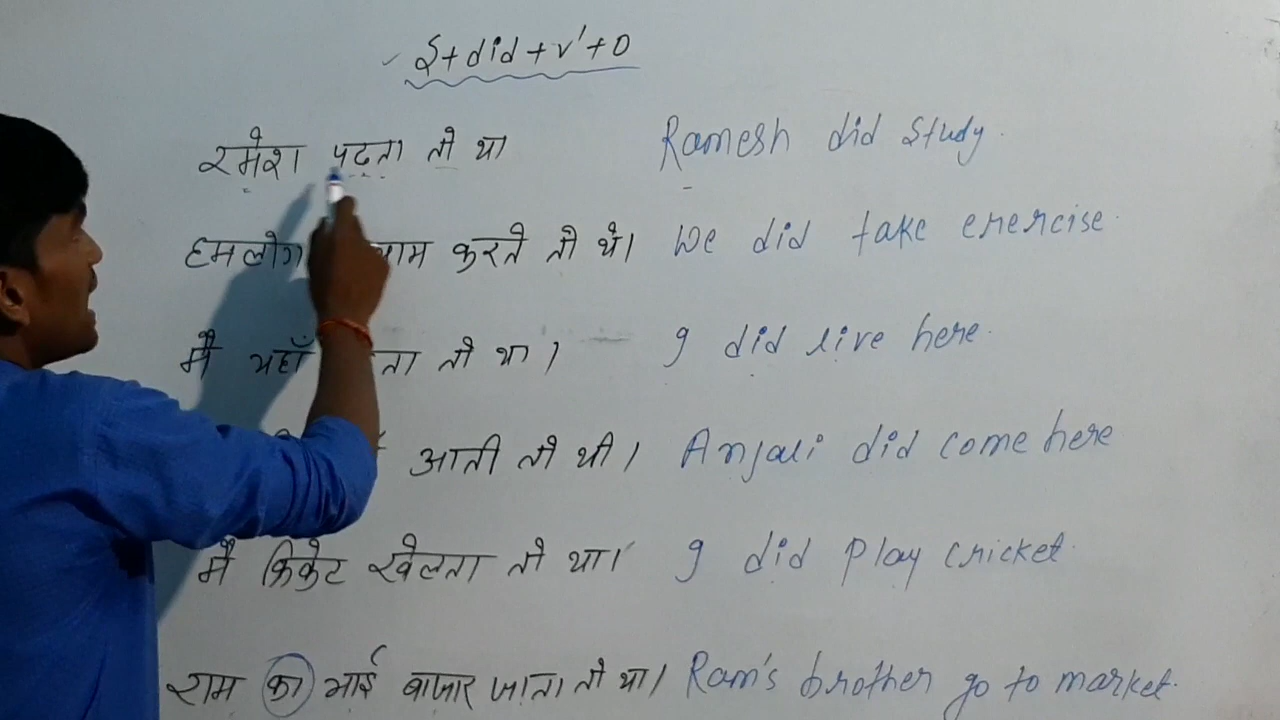 S+did+v'+o
रमेश पढ़ता तो था Ramesh did study.
हमलोग करते तो थे। We did take exercise.
मैं यहाँ तो था। I did live here.
आती तो थी। Anjali did come here
मैं क्रिकेट खेलता तो था। I did play cricket.
राम का भाई बाजार जाता तो था। Ram's brother go to market.